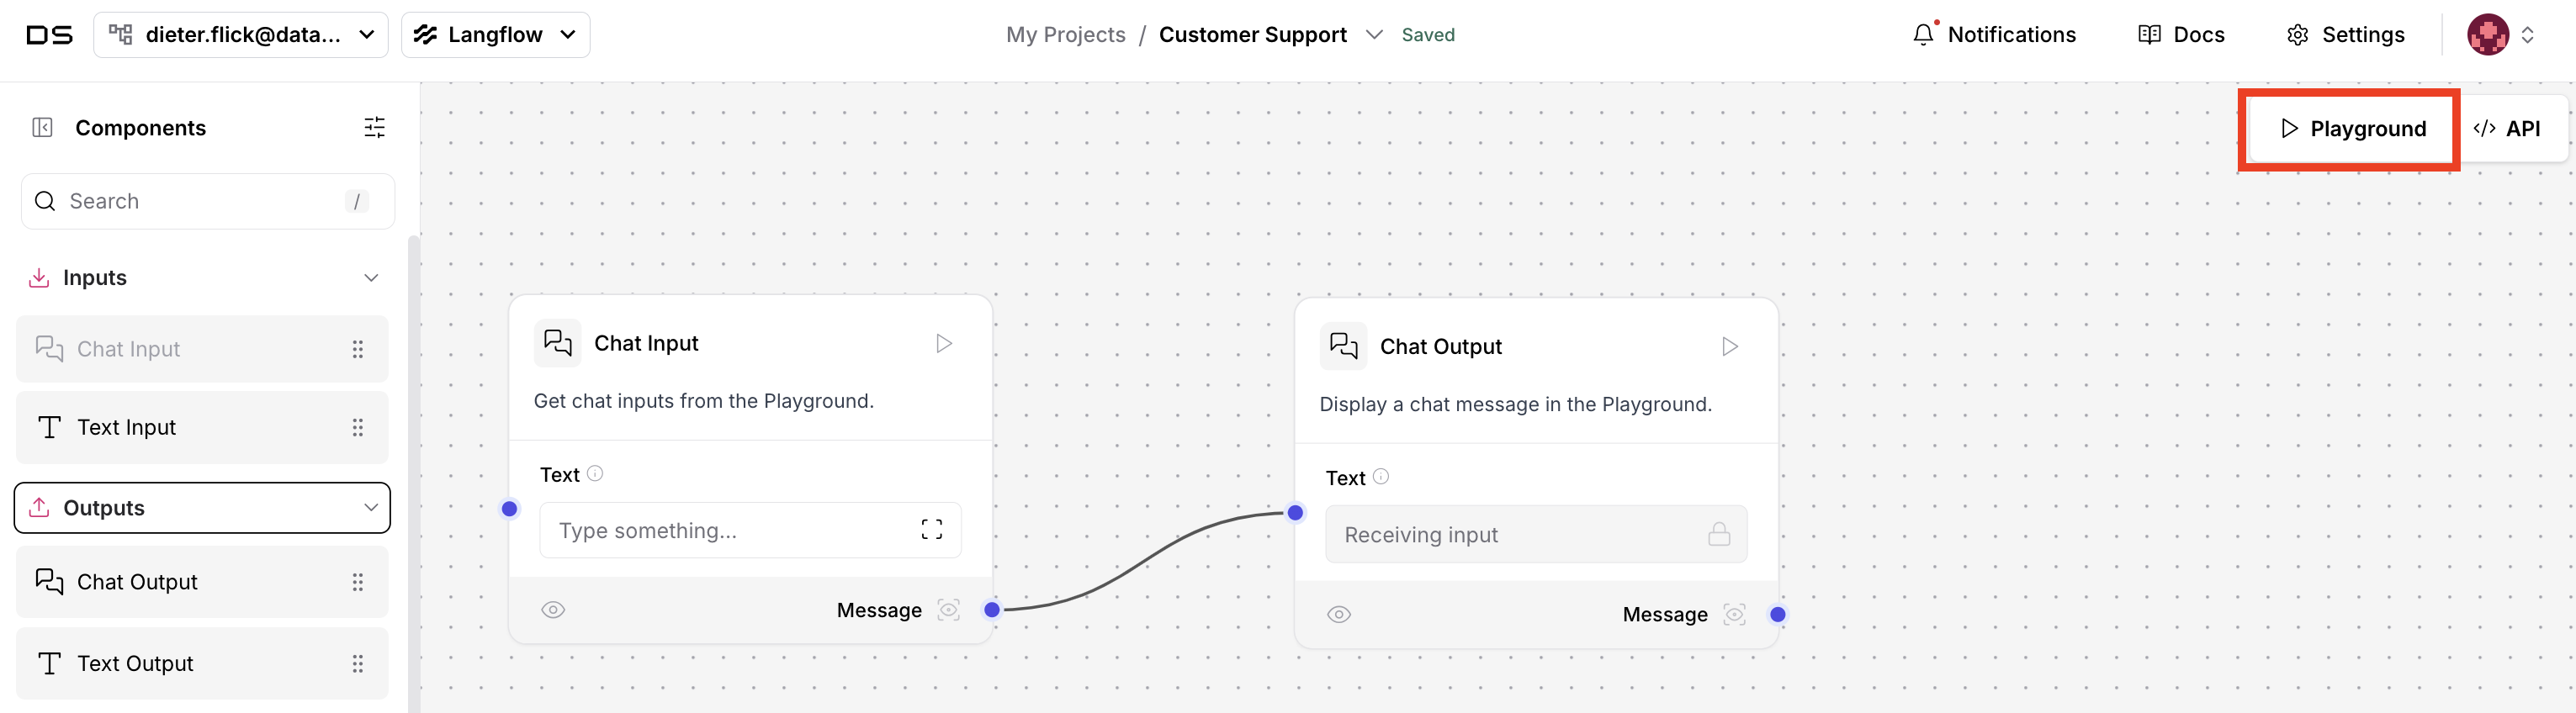 DS
dieter.flick@data...
Langflow
My Projects / Customer Support
Saved
Notifications
Docs
Settings
Components
Search /
Inputs
Chat Input
Text Input
Outputs
Chat Output
Text Output
Playground
</> API
Chat Input
Get chat inputs from the Playground.
Text
Type something...
Message
Chat Output
Display a chat message in the Playground.
Text
Receiving input
Message